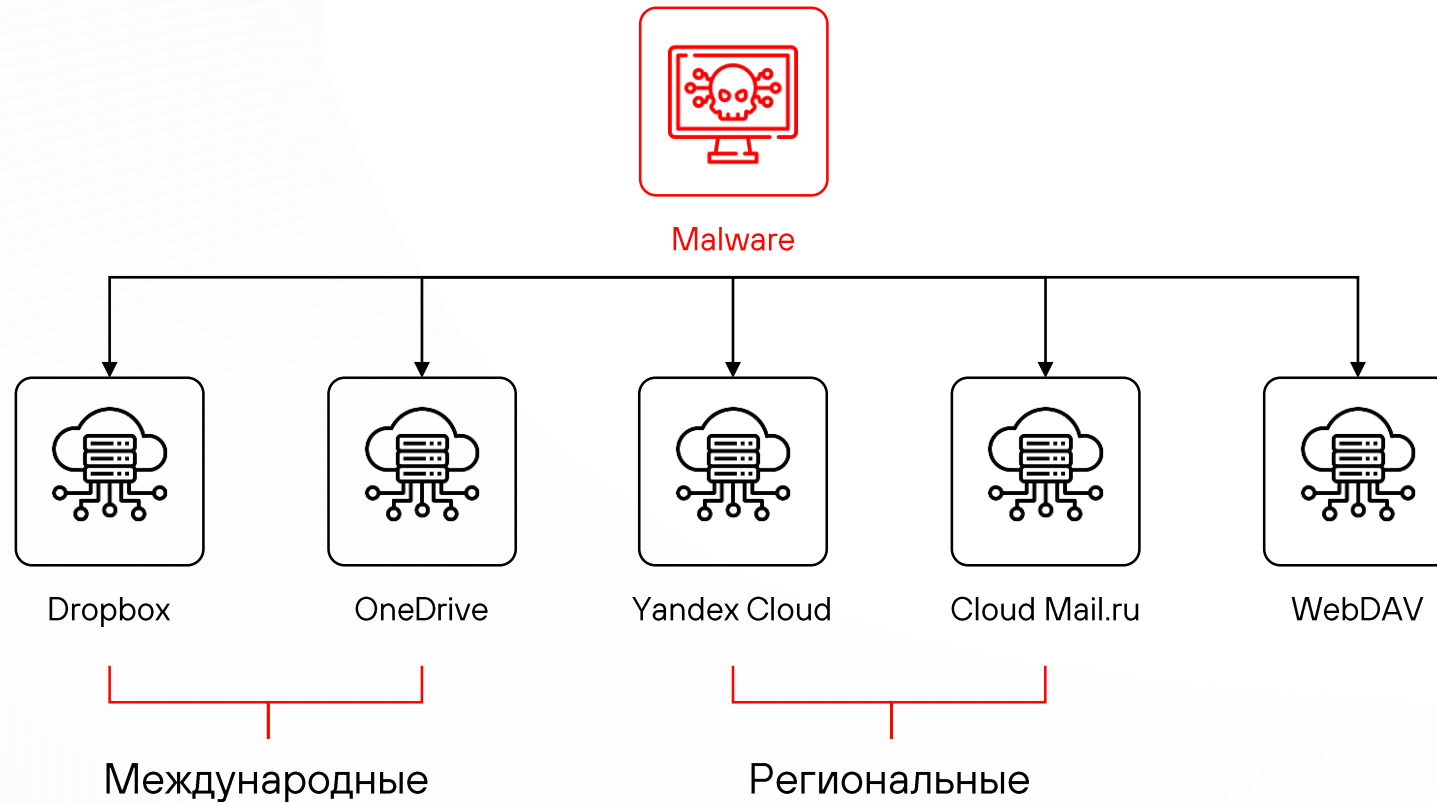 Malware
Dropbox
OneDrive
Yandex Cloud
Cloud Mail.ru
WebDAV
Международные
Региональные